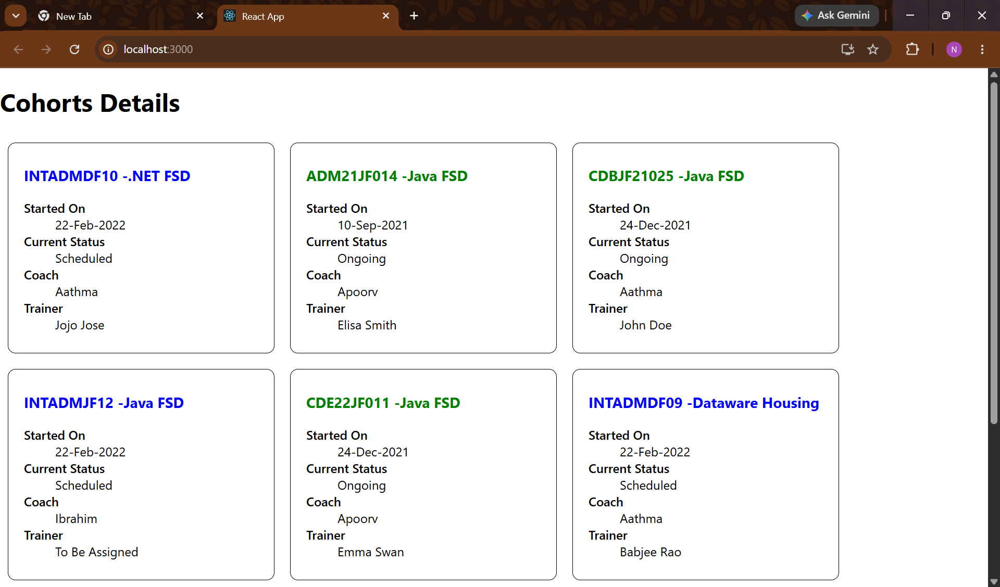 New Tab
React App
Ask Gemini
localhost:3000
N
Cohorts Details
INTADMDF10 -.NET FSD
Started On
22-Feb-2022
Current Status
Scheduled
Coach
Aathma
Trainer
Jojo Jose
ADM21JF014 -Java FSD
Started On
10-Sep-2021
Current Status
Ongoing
Coach
Apoorv
Trainer
Elisa Smith
CDBJF21025 -Java FSD
Started On
24-Dec-2021
Current Status
Ongoing
Coach
Aathma
Trainer
John Doe
INTADMJF12 -Java FSD
Started On
22-Feb-2022
Current Status
Scheduled
Coach
Ibrahim
Trainer
To Be Assigned
CDE22JF011 -Java FSD
Started On
24-Dec-2021
Current Status
Ongoing
Coach
Apoorv
Trainer
Emma Swan
INTADMDF09 -Dataware Housing
Started On
22-Feb-2022
Current Status
Scheduled
Coach
Aathma
Trainer
Babjee Rao